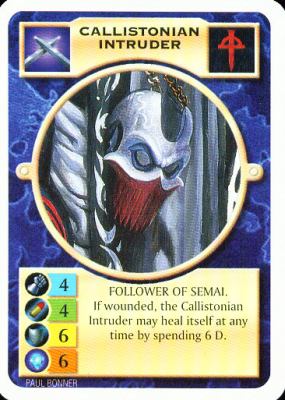 CALLISTONIAN
INTRUDER
4
4
6
6
FOLLOWER OF SEMAI.
If wounded, the Callistonian
Intruder may heal itself at any
time by spending 6 D.
PAUL BONNER